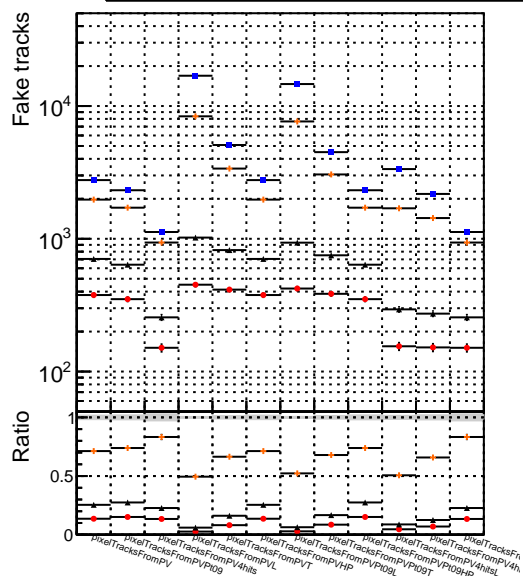 Fake tracks
10⁴
10³
10²
Ratio
1
0.5
0
pixelTracksFromPV
pixelTracksFromPVPt09
pixelTracksFromPV4hits
pixelTracksFromPVL
pixelTracksFromPVT
pixelTracksFromPVHP
pixelTracksFromPVPt09L
pixelTracksFromPVPt09T
pixelTracksFromPVPt09HP
pixelTracksFromPV4hitsL